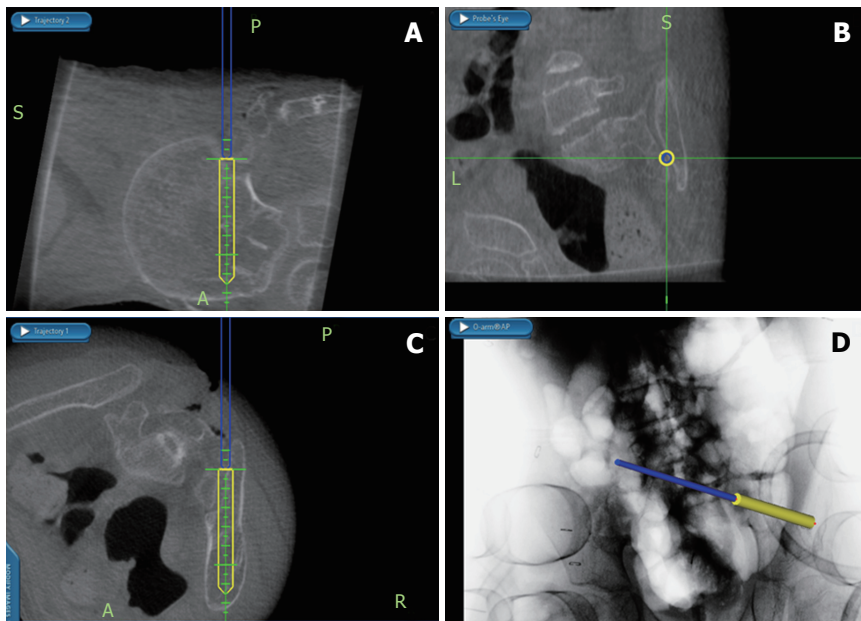 Trajectory 2
P
A
S
A
Probe's Eye
S
B
L
I
Trajectory 1
P
C
A
R
O-arm®AP
D